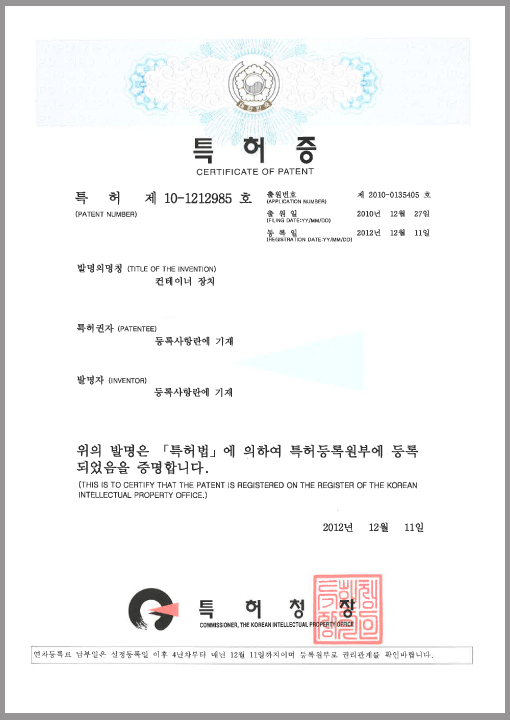 특허증
CERTIFICATE OF PATENT
특 허 제 10-1212985 호
(PATENT NUMBER)
출원번호 제 2010-0135405 호
(APPLICATION NUMBER)
출 원 일 2010년 12월 27일
(FILING DATE:YY/MM/DD)
등 록 일 2012년 12월 11일
(REGISTRATION DATE:YY/MM/DD)
발명의명칭 (TITLE OF THE INVENTION)
컨테이너 장치
특허권자 (PATENTEE)
등록사항란에 기재
발명자 (INVENTOR)
등록사항란에 기재
위의 발명은 「특허법」에 의하여 특허등록원부에 등록
되었음을 증명합니다.
(THIS IS TO CERTIFY THAT THE PATENT IS REGISTERED ON THE REGISTER OF THE KOREAN
INTELLECTUAL PROPERTY OFFICE.)
2012년 12월 11일
특 허 청 장
COMMISSIONER, THE KOREAN INTELLECTUAL PROPERTY OFFICE
연차등록료 납부일은 설정등록일 이후 4년차부터 매년 12월 11일까지이며 등록원부로 권리관계를 확인바랍니다.